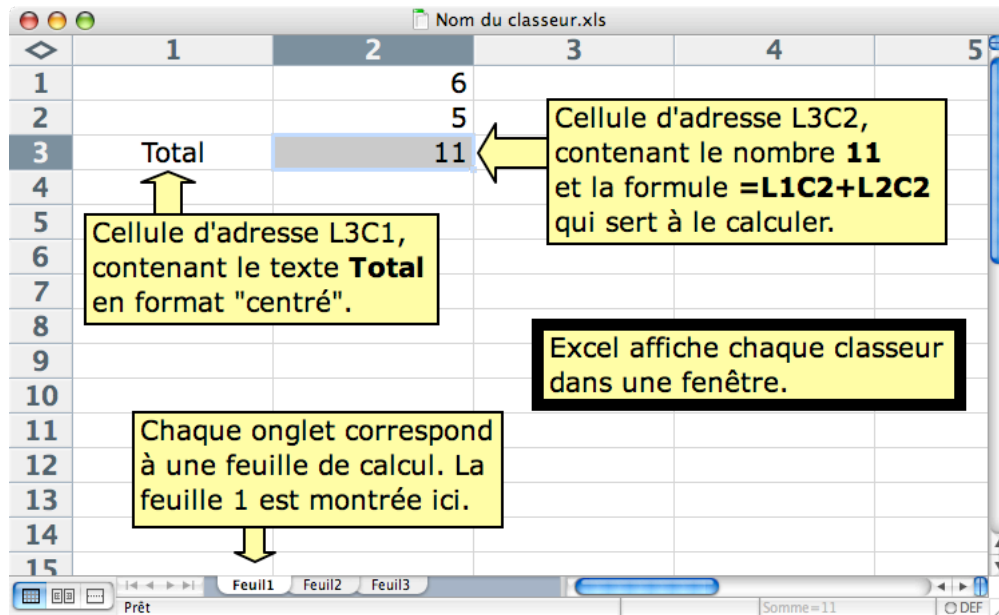 Nom du classeur.xls
1 2 3 4 5
1 6
2 5
3 Total 11
4
5
6
7
8
9
10
11
12
13
14
15
Cellule d'adresse L3C2,
contenant le nombre 11
et la formule =L1C2+L2C2
qui sert à le calculer.
Cellule d'adresse L3C1,
contenant le texte Total
en format "centré".
Excel affiche chaque classeur
dans une fenêtre.
Chaque onglet correspond
à une feuille de calcul. La
feuille 1 est montrée ici.
Feuil1 Feuil2 Feuil3
Prêt Somme=11 DEF